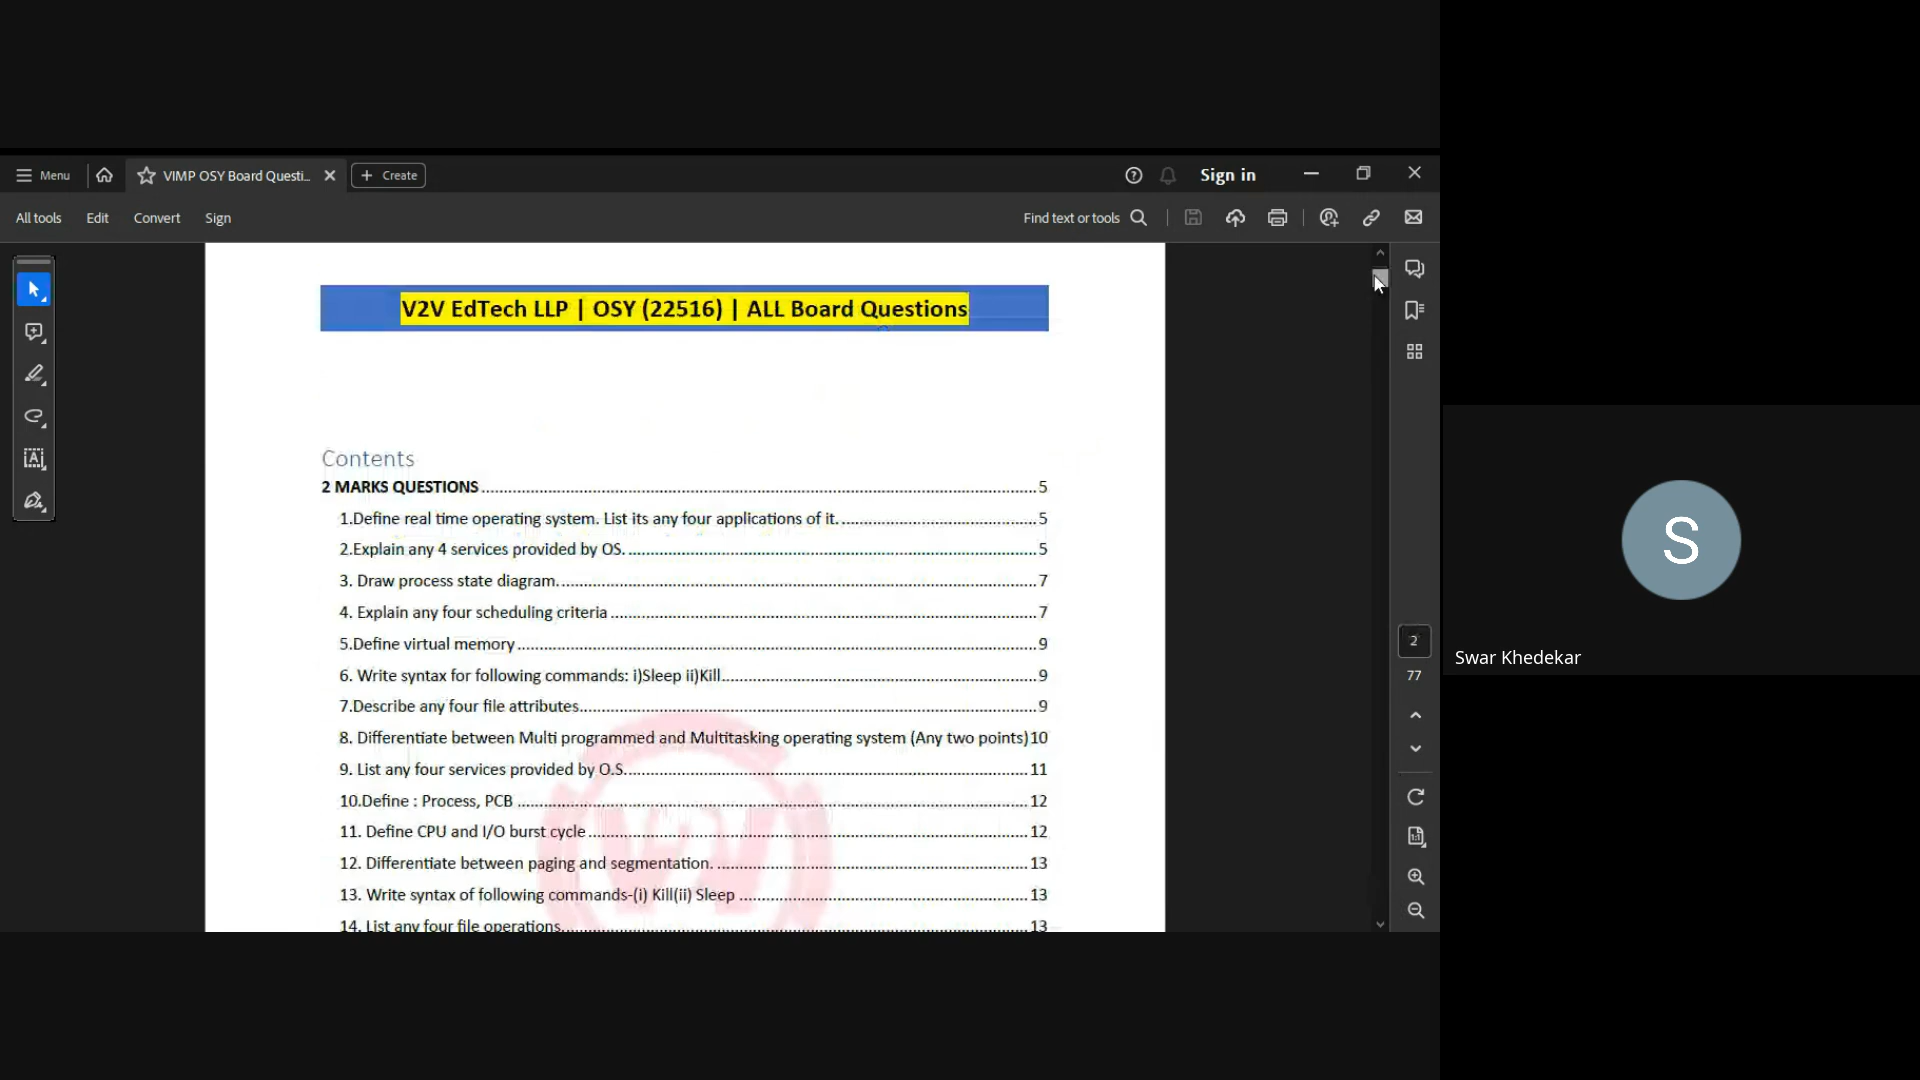 Menu
VIMP OSY Board Questi...
Create
Sign in
All tools
Edit
Convert
Sign
Find text or tools
V2V EdTech LLP | OSY (22516) | ALL Board Questions
Contents
2 MARKS QUESTIONS 5
1.Define real time operating system. List its any four applications of it. 5
2.Explain any 4 services provided by OS. 5
3. Draw process state diagram. 7
4. Explain any four scheduling criteria 7
5.Define virtual memory 9
6. Write syntax for following commands: i)Sleep ii)Kill 9
7.Describe any four file attributes 9
8. Differentiate between Multi programmed and Multitasking operating system (Any two points) 10
9. List any four services provided by O.S. 11
10.Define : Process, PCB 12
11. Define CPU and I/O burst cycle 12
12. Differentiate between paging and segmentation. 13
13. Write syntax of following commands-(i) Kill(ii) Sleep 13
14. List any four file operations 13
2
77
S
Swar Khedekar